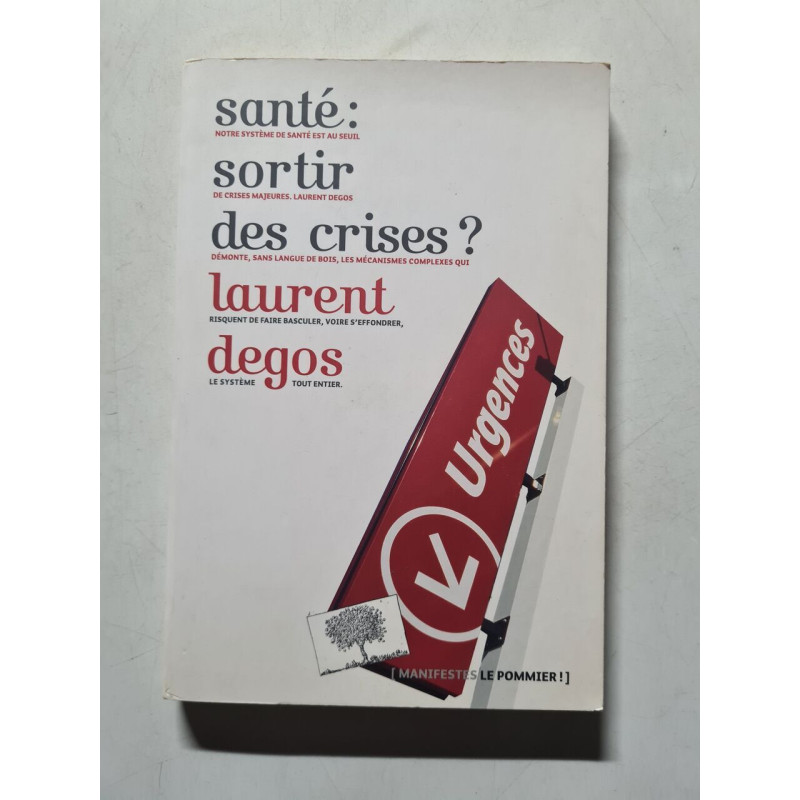 santé:
NOTRE SYSTÈME DE SANTÉ EST AU SEUIL
sortir
DE CRISES MAJEURES. LAURENT DEGOS
des crises ?
DÉMONTE, SANS LANGUE DE BOIS, LES MÉCANISMES COMPLEXES QUI
laurent
RISQUENT DE FAIRE BASCULER, VOIRE S'EFFONDRER,
degos
LE SYSTÈME TOUT ENTIER.
Urgences
[ MANIFESTES LE POMMIER ! ]